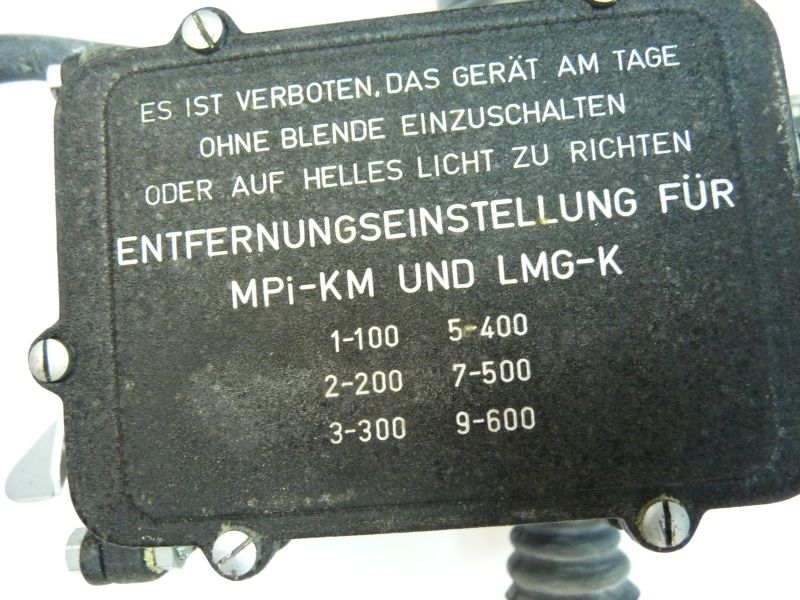 ES IST VERBOTEN, DAS GERÄT AM TAGE
OHNE BLENDE EINZUSCHALTEN
ODER AUF HELLES LICHT ZU RICHTEN
ENTFERNUNGSEINSTELLUNG FÜR
MPi-KM UND LMG-K
1-100 5-400
2-200 7-500
3-300 9-600